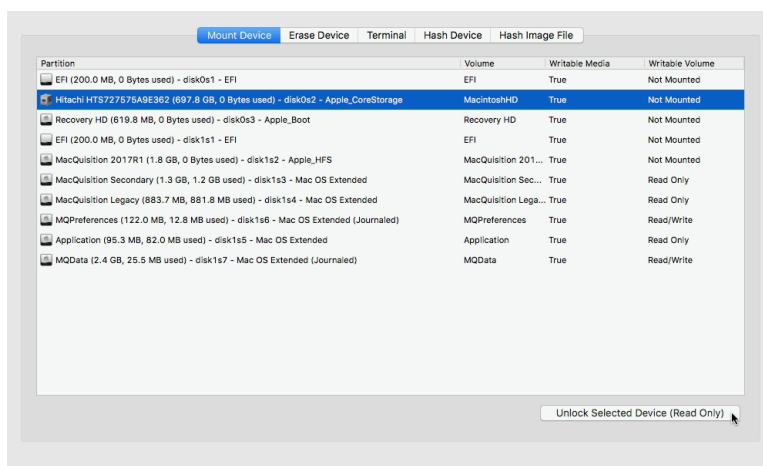 Mount Device Erase Device Terminal Hash Device Hash Image File
Partition Volume Writable Media Writable Volume
EFI (200.0 MB, 0 Bytes used) - disk0s1 - EFI EFI True Not Mounted
Hitachi HTS727575A9E362 (697.8 GB, 0 Bytes used) - disk0s2 - Apple_CoreStorage MacintoshHD True Not Mounted
Recovery HD (619.8 MB, 0 Bytes used) - disk0s3 - Apple_Boot Recovery HD True Not Mounted
EFI (200.0 MB, 0 Bytes used) - disk1s1 - EFI EFI True Not Mounted
MacQuisition 2017R1 (1.8 GB, 0 Bytes used) - disk1s2 - Apple_HFS MacQuisition 201... True Not Mounted
MacQuisition Secondary (1.3 GB, 1.2 GB used) - disk1s3 - Mac OS Extended MacQuisition Sec... True Read Only
MacQuisition Legacy (883.7 MB, 881.8 MB used) - disk1s4 - Mac OS Extended MacQuisition Lega... True Read Only
MQPreferences (122.0 MB, 12.8 MB used) - disk1s6 - Mac OS Extended (Journaled) MQPreferences True Read/Write
Application (95.3 MB, 82.0 MB used) - disk1s5 - Mac OS Extended Application True Read Only
MQData (2.4 GB, 25.5 MB used) - disk1s7 - Mac OS Extended (Journaled) MQData True Read/Write
Unlock Selected Device (Read Only)